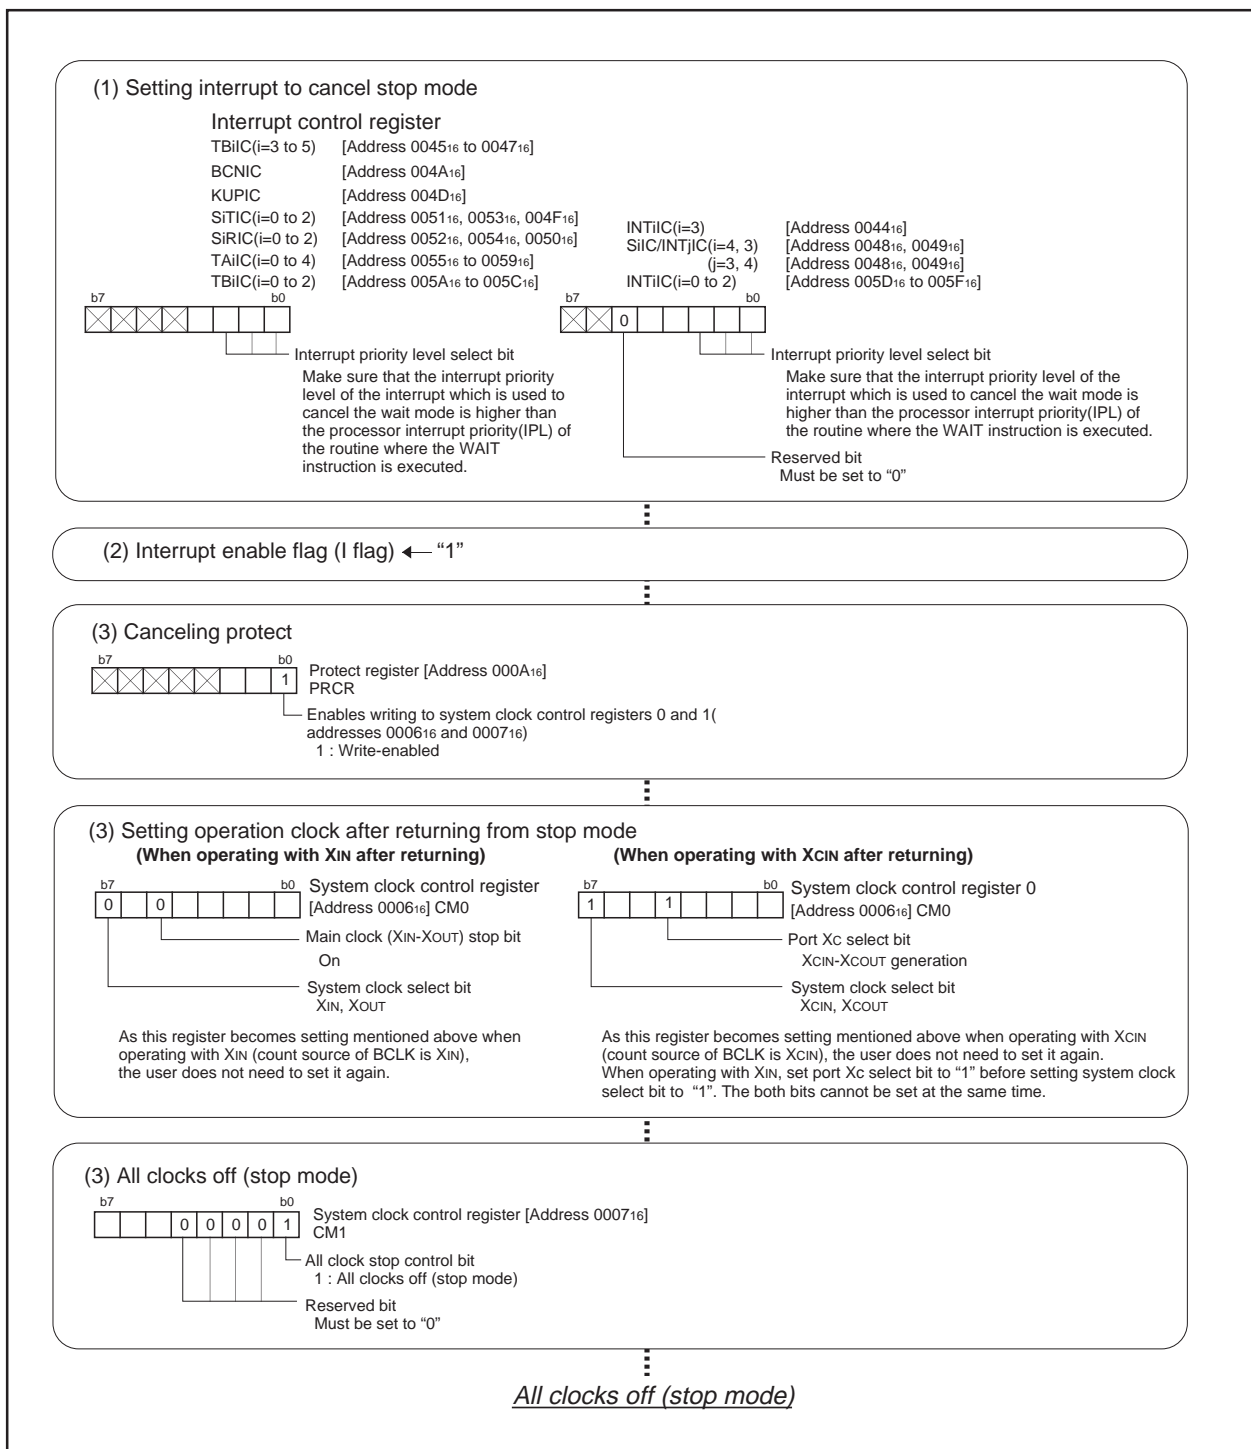 (1) Setting interrupt to cancel stop mode
Interrupt control register
TBiIC(i=3 to 5) [Address 004516 to 004716]
BCNIC [Address 004A16]
KUPIC [Address 004D16]
SiTIC(i=0 to 2) [Address 005116, 005316, 004F16]
SiRIC(i=0 to 2) [Address 005216, 005416, 005016]
TAiIC(i=0 to 4) [Address 005516 to 005916]
TBiIC(i=0 to 2) [Address 005A16 to 005C16]
b7 b0
Interrupt priority level select bit
Make sure that the interrupt priority
level of the interrupt which is used to
cancel the wait mode is higher than
the processor interrupt priority(IPL) of
the routine where the WAIT
instruction is executed.
INTiIC(i=3) [Address 004416]
SiIC/INTjIC(i=4, 3) [Address 004816, 004916]
(j=3, 4) [Address 004816, 004916]
INTiIC(i=0 to 2) [Address 005D16 to 005F16]
b7 b0
0
Interrupt priority level select bit
Make sure that the interrupt priority level of the
interrupt which is used to cancel the wait mode is
higher than the processor interrupt priority(IPL) of
the routine where the WAIT instruction is executed.
Reserved bit
Must be set to “0”
(2) Interrupt enable flag (I flag) ← “1”
(3) Canceling protect
b7 b0
1
Protect register [Address 000A16]
PRCR
Enables writing to system clock control registers 0 and 1(
addresses 000616 and 000716)
1 : Write-enabled
(3) Setting operation clock after returning from stop mode
(When operating with XIN after returning)
b7 b0
0 0
System clock control register
[Address 000616] CM0
Main clock (XIN-XOUT) stop bit
On
System clock select bit
XIN, XOUT
As this register becomes setting mentioned above when
operating with XIN (count source of BCLK is XIN),
the user does not need to set it again.
(When operating with XCIN after returning)
b7 b0
1 1
System clock control register 0
[Address 000616] CM0
Port XC select bit
XCIN-XCOUT generation
System clock select bit
XCIN, XCOUT
As this register becomes setting mentioned above when operating with XCIN
(count source of BCLK is XCIN), the user does not need to set it again.
When operating with XIN, set port Xc select bit to “1” before setting system clock
select bit to “1”. The both bits cannot be set at the same time.
(3) All clocks off (stop mode)
b7 b0
0 0 0 0 1
System clock control register [Address 000716]
CM1
All clock stop control bit
1 : All clocks off (stop mode)
Reserved bit
Must be set to “0”
All clocks off (stop mode)